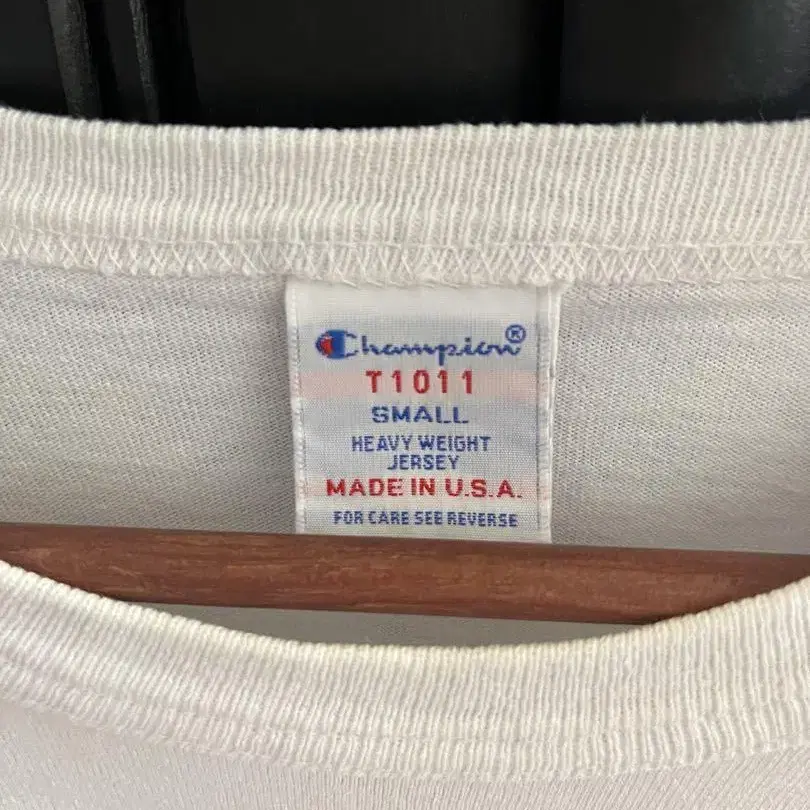 Champion®
T1011
SMALL
HEAVY WEIGHT
JERSEY
MADE IN U.S.A.
FOR CARE SEE REVERSE